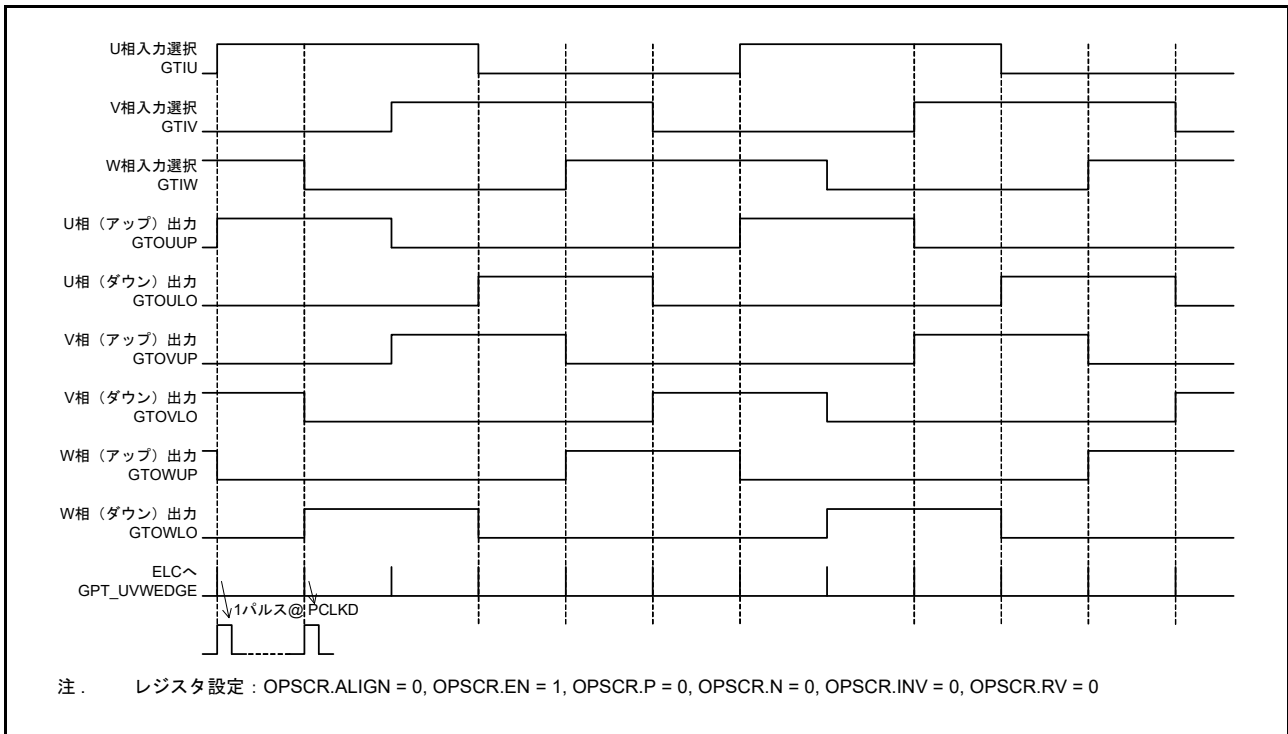 U相入力選択
GTIU
V相入力選択
GTIV
W相入力選択
GTIW
U相（アップ）出力
GTOUUP
U相（ダウン）出力
GTOULO
V相（アップ）出力
GTOVUP
V相（ダウン）出力
GTOVLO
W相（アップ）出力
GTOWUP
W相（ダウン）出力
GTOWLO
ELCへ
GPT_UVWEDGE
1パルス@ PCLKD
注． レジスタ設定：OPSCR.ALIGN = 0, OPSCR.EN = 1, OPSCR.P = 0, OPSCR.N = 0, OPSCR.INV = 0, OPSCR.RV = 0